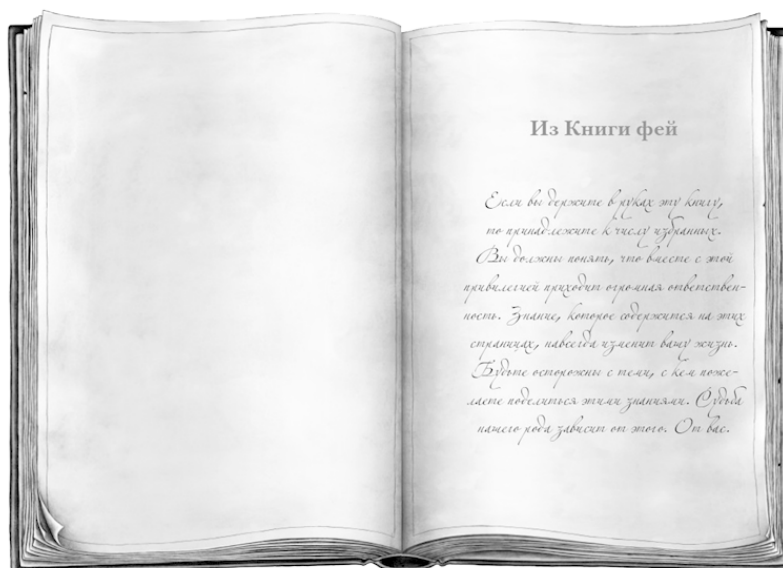 Из Книги фей
Если вы держите в руках эту книгу,
то принадлежите к числу избранных.
Вы должны понять, что вместе с этой
привилегией приходит огромная ответствен-
ность. Знание, которое содержится на этих
страницах, навсегда изменит вашу жизнь.
Будьте осторожны с теми, с кем поже-
лаете поделиться этими знаниями. Судьба
нашего рода зависит от этого. От вас.